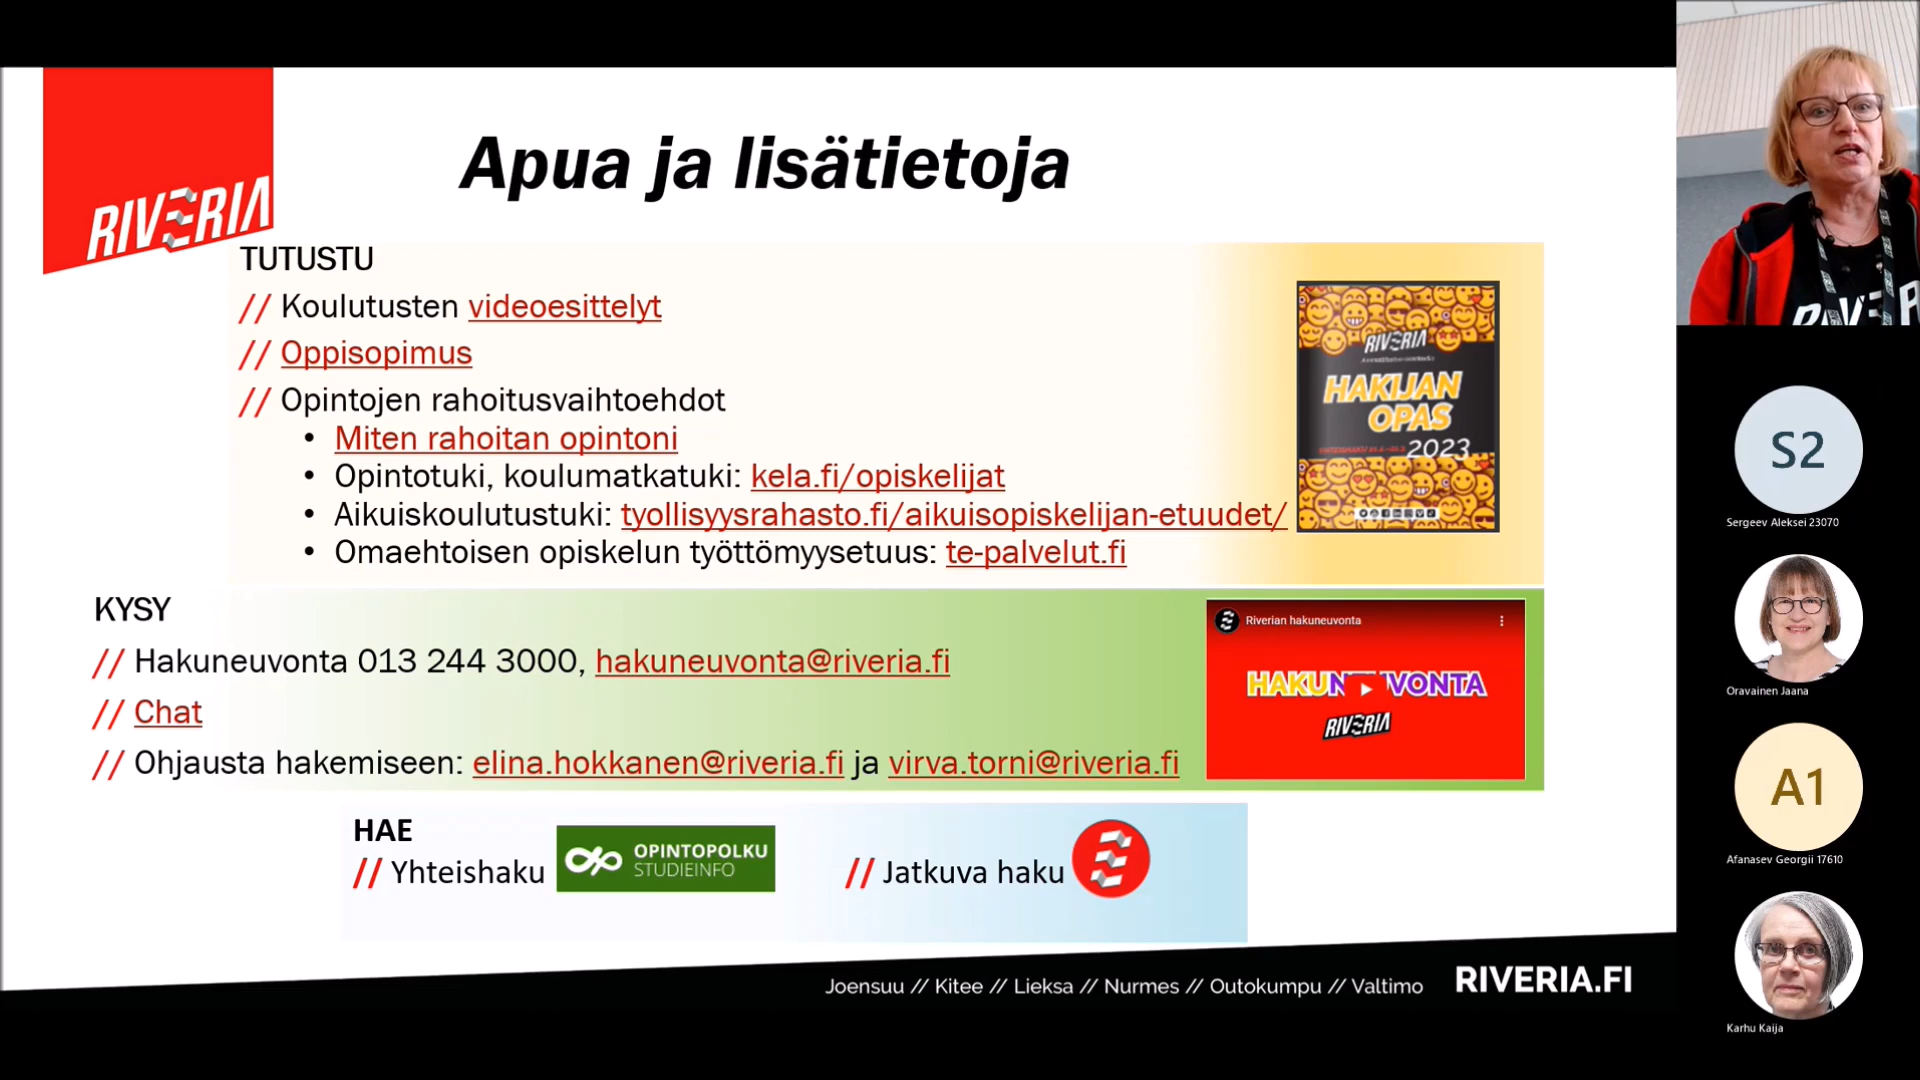 RIVERIA
Apua ja lisätietoja
TUTUSTU
// Koulutusten videoesittelyt
// Oppisopimus
// Opintojen rahoitusvaihtoehdot
• Miten rahoitan opintoni
• Opintotuki, koulumatkatuki: kela.fi/opiskelijat
• Aikuiskoulutustuki: tyollisyysrahasto.fi/aikuisopiskelijan-etuudet/
• Omaehtoisen opiskelun työttömyysetuus: te-palvelut.fi
RIVERIA
HAKIJAN
OPAS
2023
KYSY
// Hakuneuvonta 013 244 3000, hakuneuvonta@riveria.fi
// Chat
// Ohjausta hakemiseen: elina.hokkanen@riveria.fi ja virva.torni@riveria.fi
Riverian hakuneuvonta
HAKUNEUVONTA
RIVERIA
HAE
// Yhteishaku
OPINTOPOLKU
STUDIEINFO
// Jatkuva haku
Joensuu // Kitee // Lieksa // Nurmes // Outokumpu // Valtimo
RIVERIA.FI
S2
Sergeev Aleksei 23070
Oravainen Jaana
A1
Afanasev Georgii 17610
Karhu Kaija